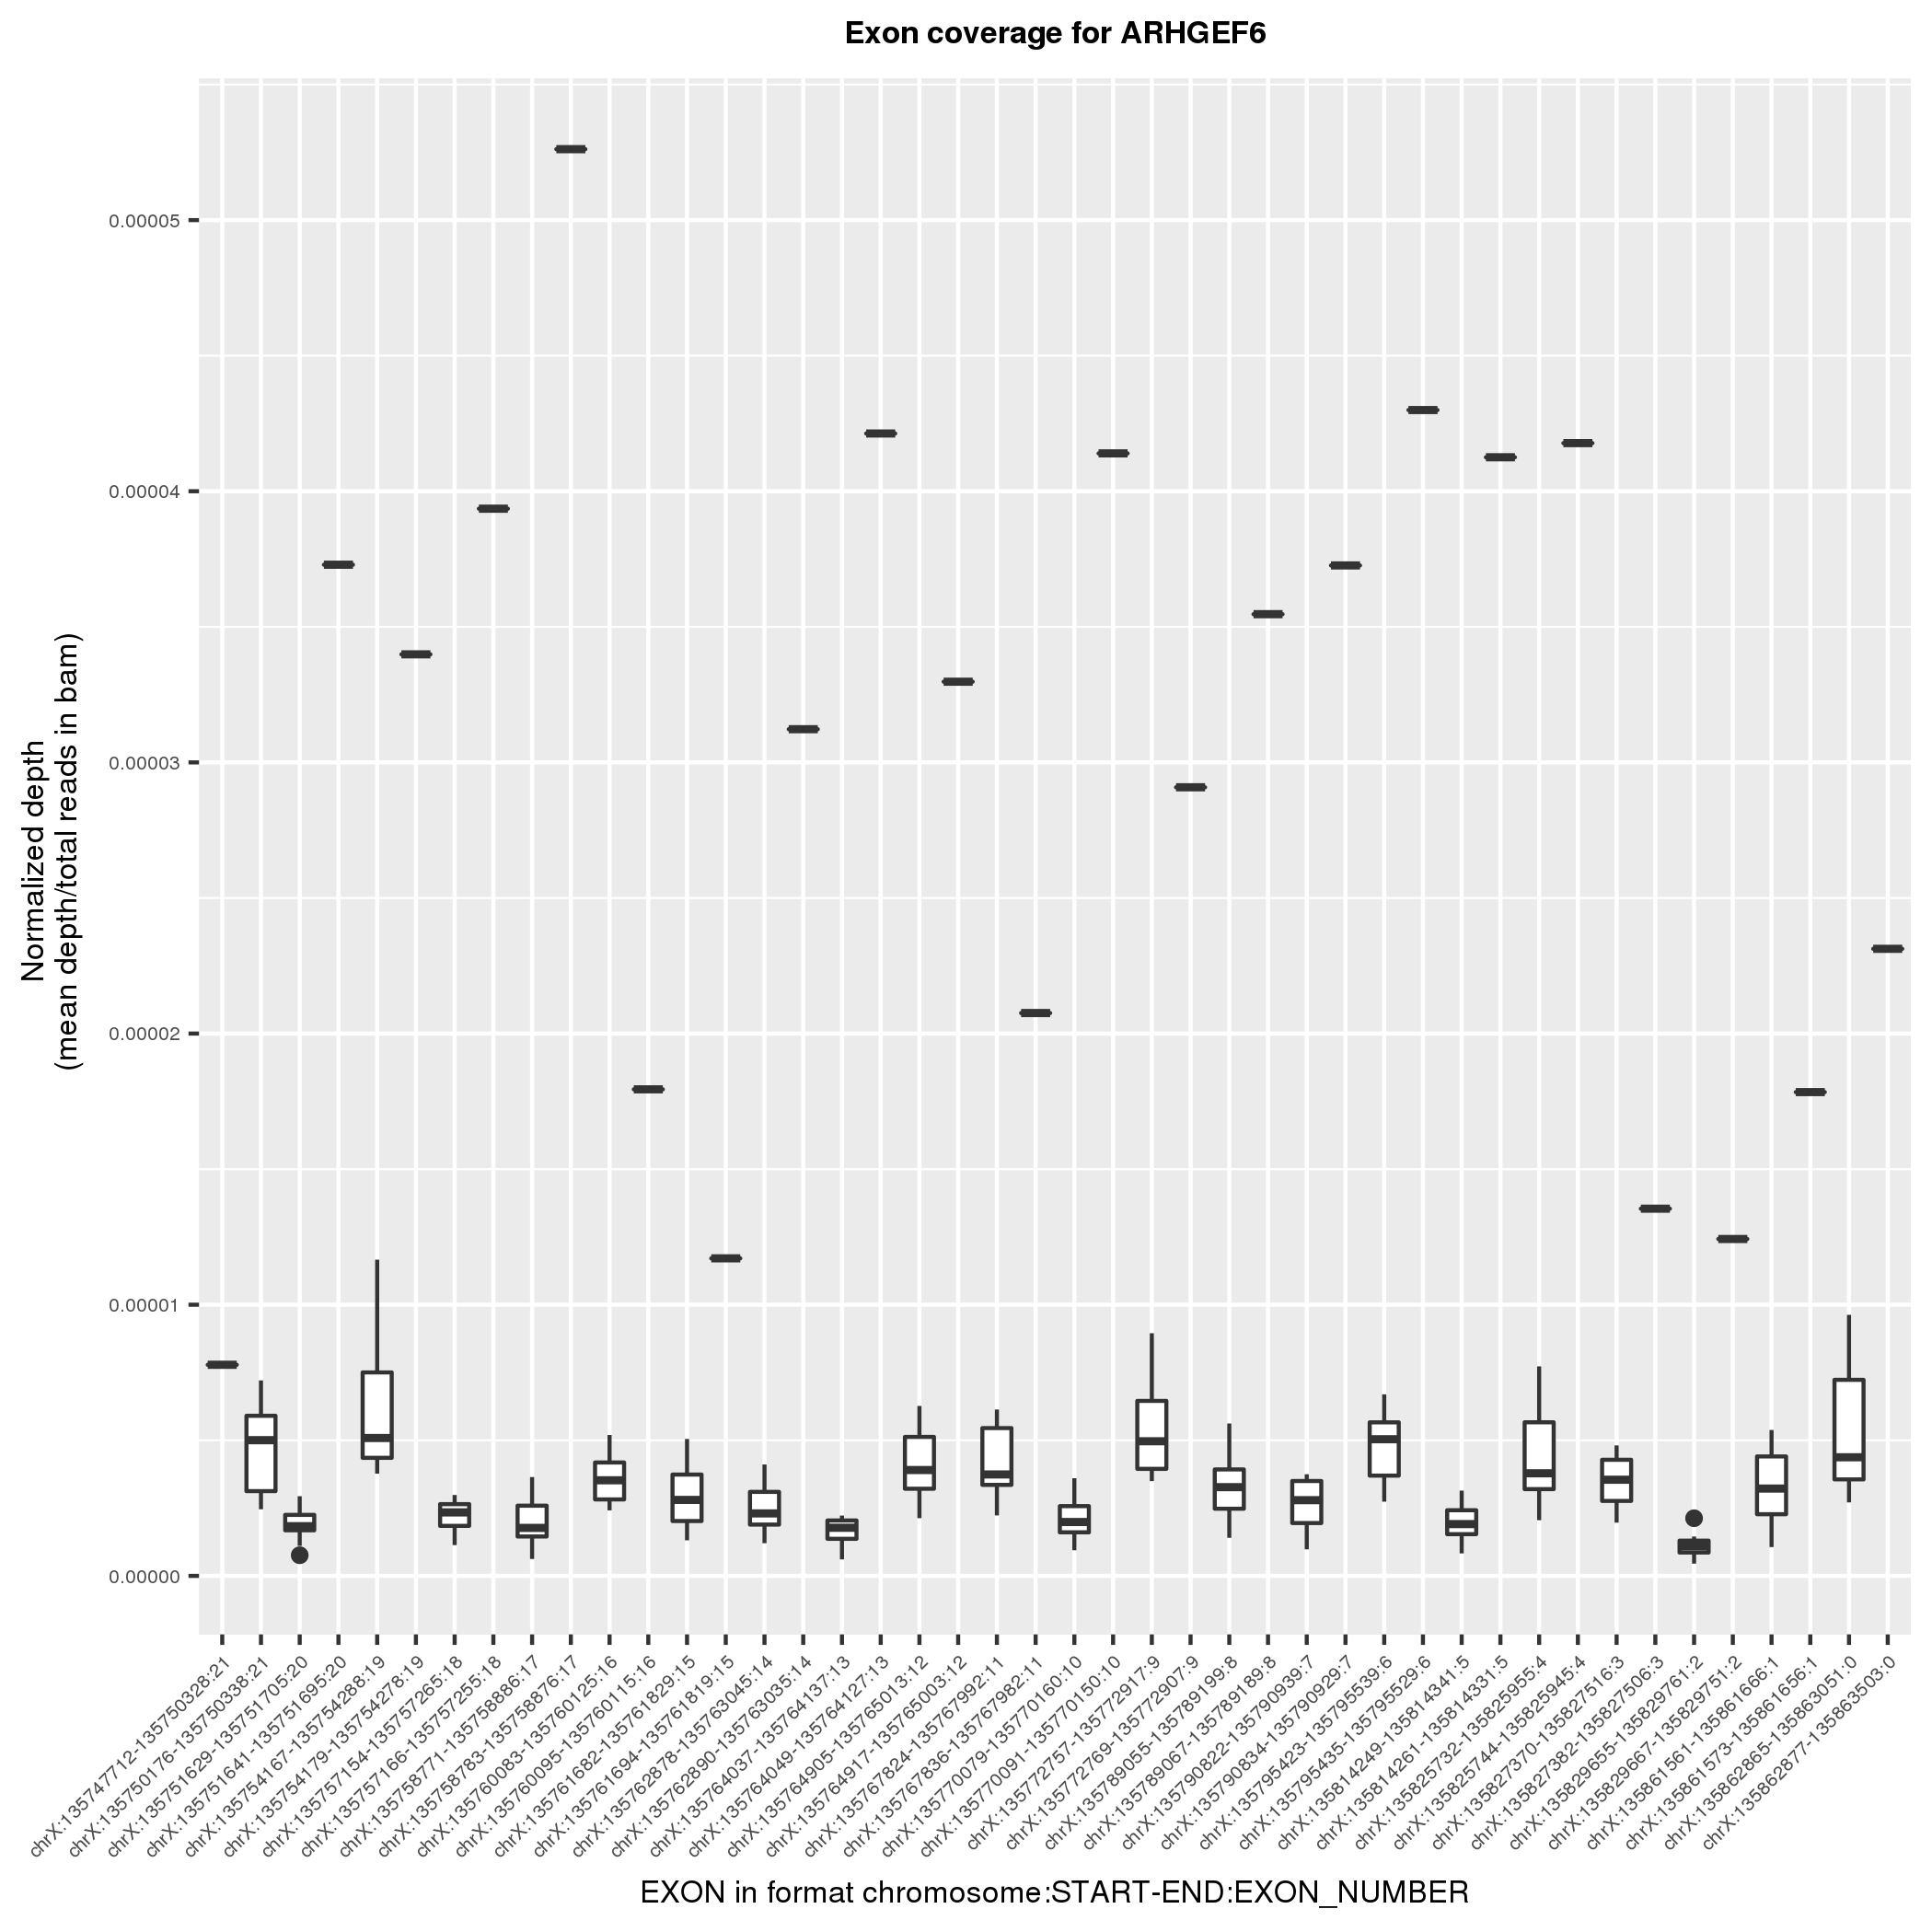 Exon coverage for ARHGEF6
Normalized depth
(mean depth/total reads in bam)
0.00005
0.00004
0.00003
0.00002
0.00001
0.00000
chrX:135747712-135750328:21
chrX:135750176-135750338:21
chrX:135751629-135751705:20
chrX:135751641-135751695:20
chrX:135754167-135754288:19
chrX:135754179-135754278:19
chrX:135757154-135757265:18
chrX:135757166-135757255:18
chrX:135758771-135758886:17
chrX:135758783-135758876:17
chrX:135760083-135760125:16
chrX:135760095-135760115:16
chrX:135761682-135761829:15
chrX:135761694-135761819:15
chrX:135762878-135763045:14
chrX:135762890-135763035:14
chrX:135764037-135764137:13
chrX:135764049-135764127:13
chrX:135764905-135765013:12
chrX:135764917-135765003:12
chrX:135767824-135767992:11
chrX:135767836-135767982:11
chrX:135770079-135770160:10
chrX:135770091-135770150:10
chrX:135772757-135772917:9
chrX:135772769-135772907:9
chrX:135789055-135789199:8
chrX:135789067-135789189:8
chrX:135790822-135790939:7
chrX:135790834-135790929:7
chrX:135795423-135795539:6
chrX:135795435-135795529:6
chrX:135814249-135814341:5
chrX:135814261-135814331:5
chrX:135825732-135825955:4
chrX:135825744-135825945:4
chrX:135827370-135827516:3
chrX:135827382-135827506:3
chrX:135829655-135829761:2
chrX:135829667-135829751:2
chrX:135861561-135861666:1
chrX:135861573-135861656:1
chrX:135862865-135863051:0
chrX:135862877-135863503:0
EXON in format chromosome:START-END:EXON_NUMBER